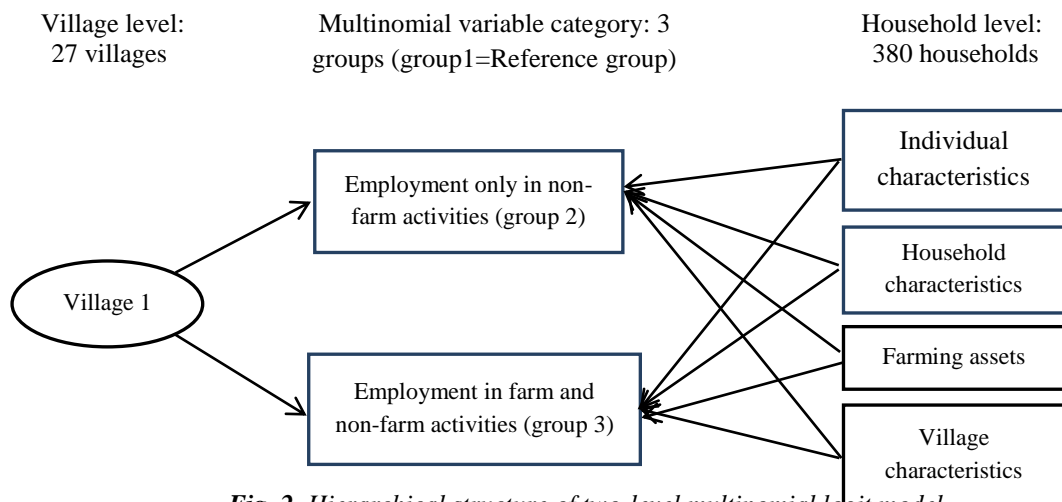 Village level:
27 villages
Multinomial variable category: 3
groups (group1=Reference group)
Household level:
380 households
Village 1
Employment only in non-
farm activities (group 2)
Employment in farm and
non-farm activities (group 3)
Individual
characteristics
Household
characteristics
Farming assets
Village
characteristics
Fig. 2. Hierarchical structure of two-level multinomial logit model